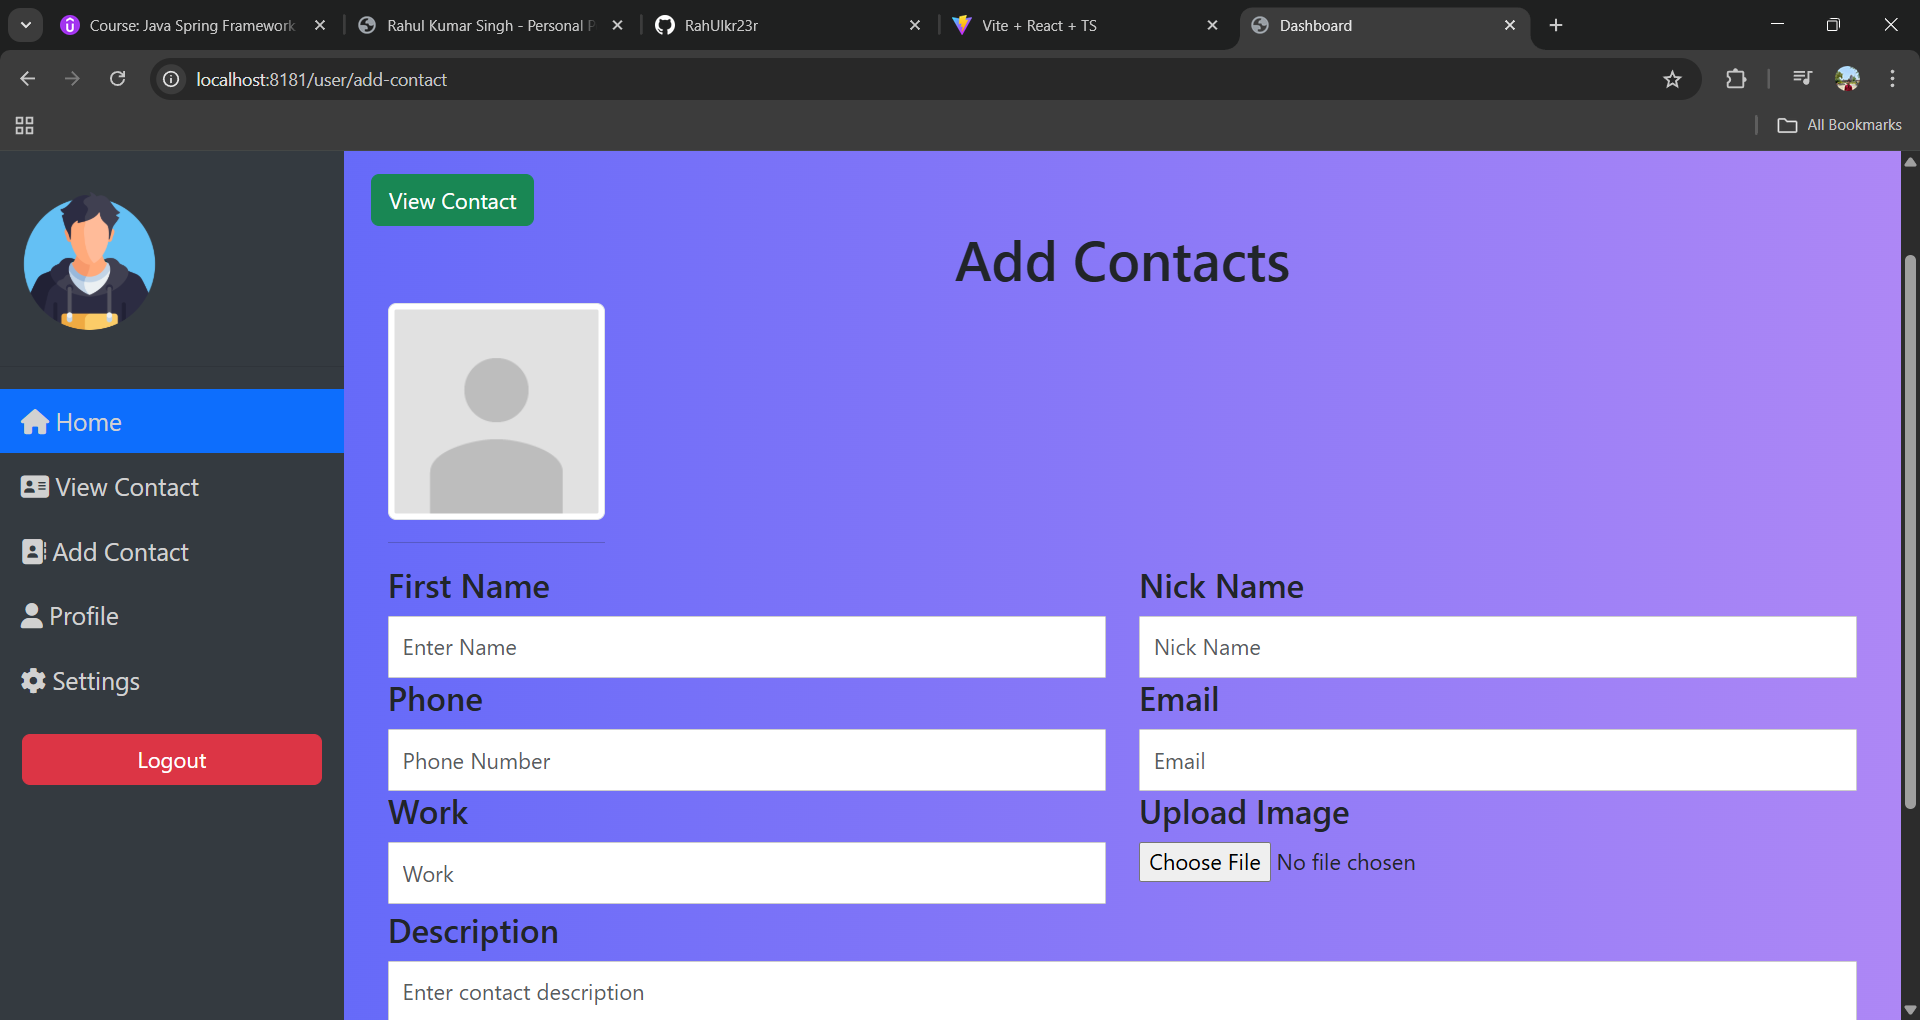 Course: Java Spring Framework
Rahul Kumar Singh - Personal P
RahUlkr23r
Vite + React + TS
Dashboard
localhost:8181/user/add-contact
All Bookmarks
View Contact
Add Contacts
Home
View Contact
Add Contact
Profile
Settings
Logout
First Name
Nick Name
Enter Name
Nick Name
Phone
Email
Phone Number
Email
Work
Upload Image
Work
Choose File No file chosen
Description
Enter contact description